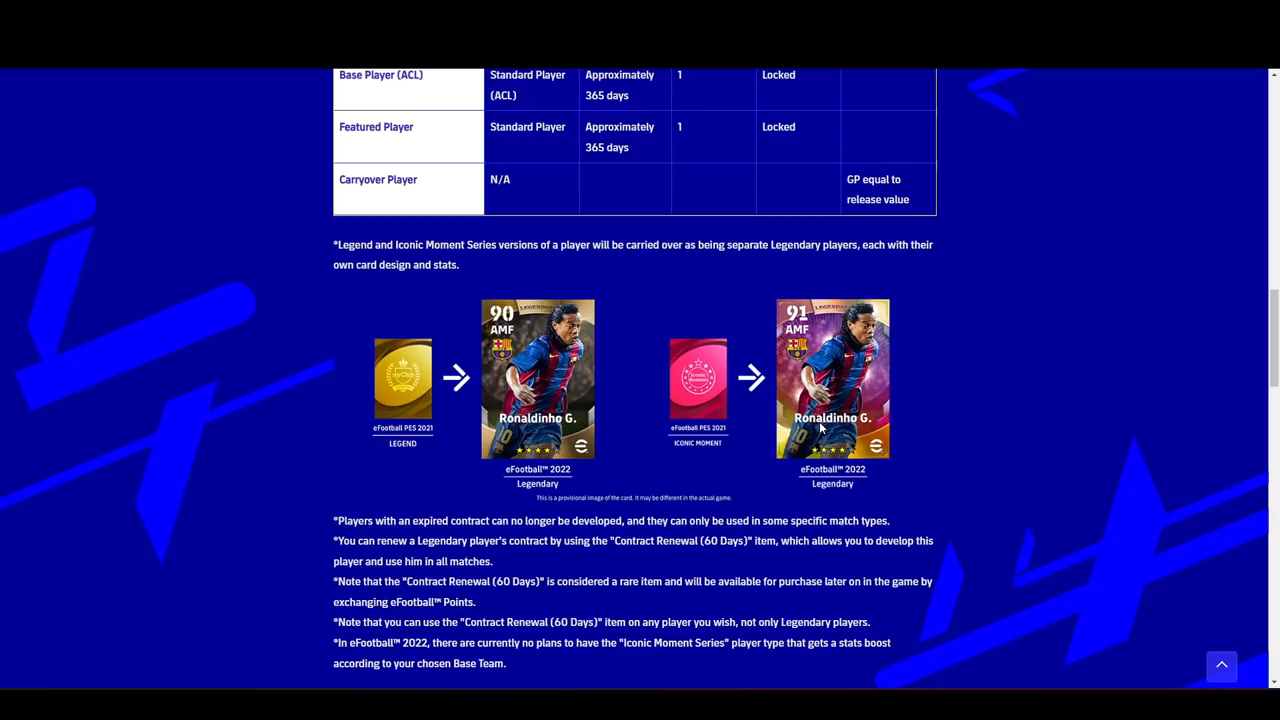 Base Player (ACL) Standard Player Approximately 1 Locked
(ACL) 365 days
Featured Player Standard Player Approximately 1 Locked
365 days
Carryover Player N/A GP equal to
release value
*Legend and Iconic Moment Series versions of a player will be carried over as being separate Legendary players, each with their
own card design and stats.
90
AMF
LEGENDARY
Ronaldinho G.
10
91
AMF
LEGENDARY
Ronaldinho G.
10
myClub
Iconic
Moment
eFootball PES 2021
LEGEND
eFootball™ 2022
Legendary
eFootball PES 2021
ICONIC MOMENT
eFootball™ 2022
Legendary
This is a provisional image of the card. It may be different in the actual game.
*Players with an expired contract can no longer be developed, and they can only be used in some specific match types.
*You can renew a Legendary player's contract by using the "Contract Renewal (60 Days)" item, which allows you to develop this
player and use him in all matches.
*Note that the "Contract Renewal (60 Days)" is considered a rare item and will be available for purchase later on in the game by
exchanging eFootball™ Points.
*Note that you can use the "Contract Renewal (60 Days)" item on any player you wish, not only Legendary players.
*In eFootball™ 2022, there are currently no plans to have the "Iconic Moment Series" player type that gets a stats boost
according to your chosen Base Team.